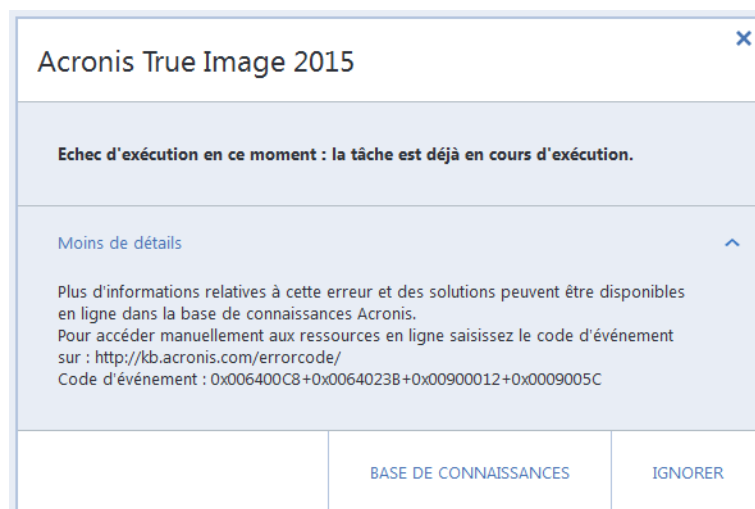 Acronis True Image 2015
Echec d'exécution en ce moment : la tâche est déjà en cours d'exécution.
Moins de détails
Plus d'informations relatives à cette erreur et des solutions peuvent être disponibles
en ligne dans la base de connaissances Acronis.
Pour accéder manuellement aux ressources en ligne saisissez le code d'événement
sur : http://kb.acronis.com/errorcode/
Code d'événement : 0x006400C8+0x0064023B+0x00900012+0x0009005C
BASE DE CONNAISSANCES
IGNORER